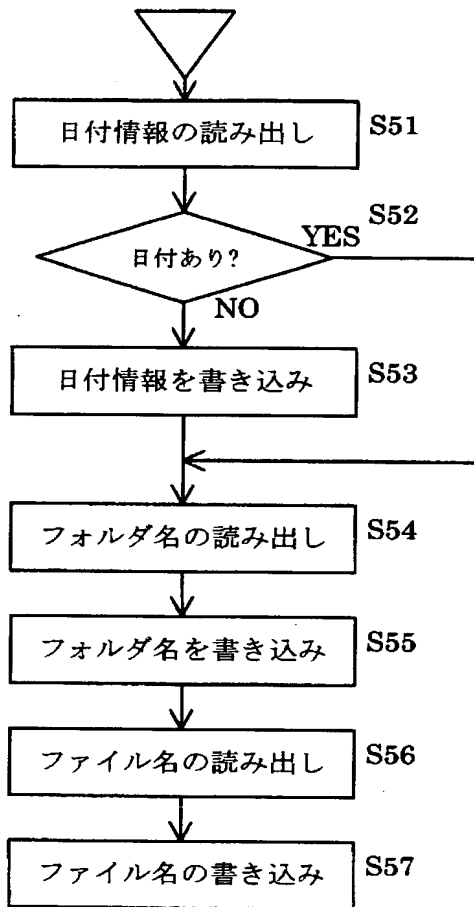 日付情報の読み出し S51
S52
日付あり? YES
NO
日付情報を書き込み S53
フォルダ名の読み出し S54
フォルダ名を書き込み S55
ファイル名の読み出し S56
ファイル名の書き込み S57